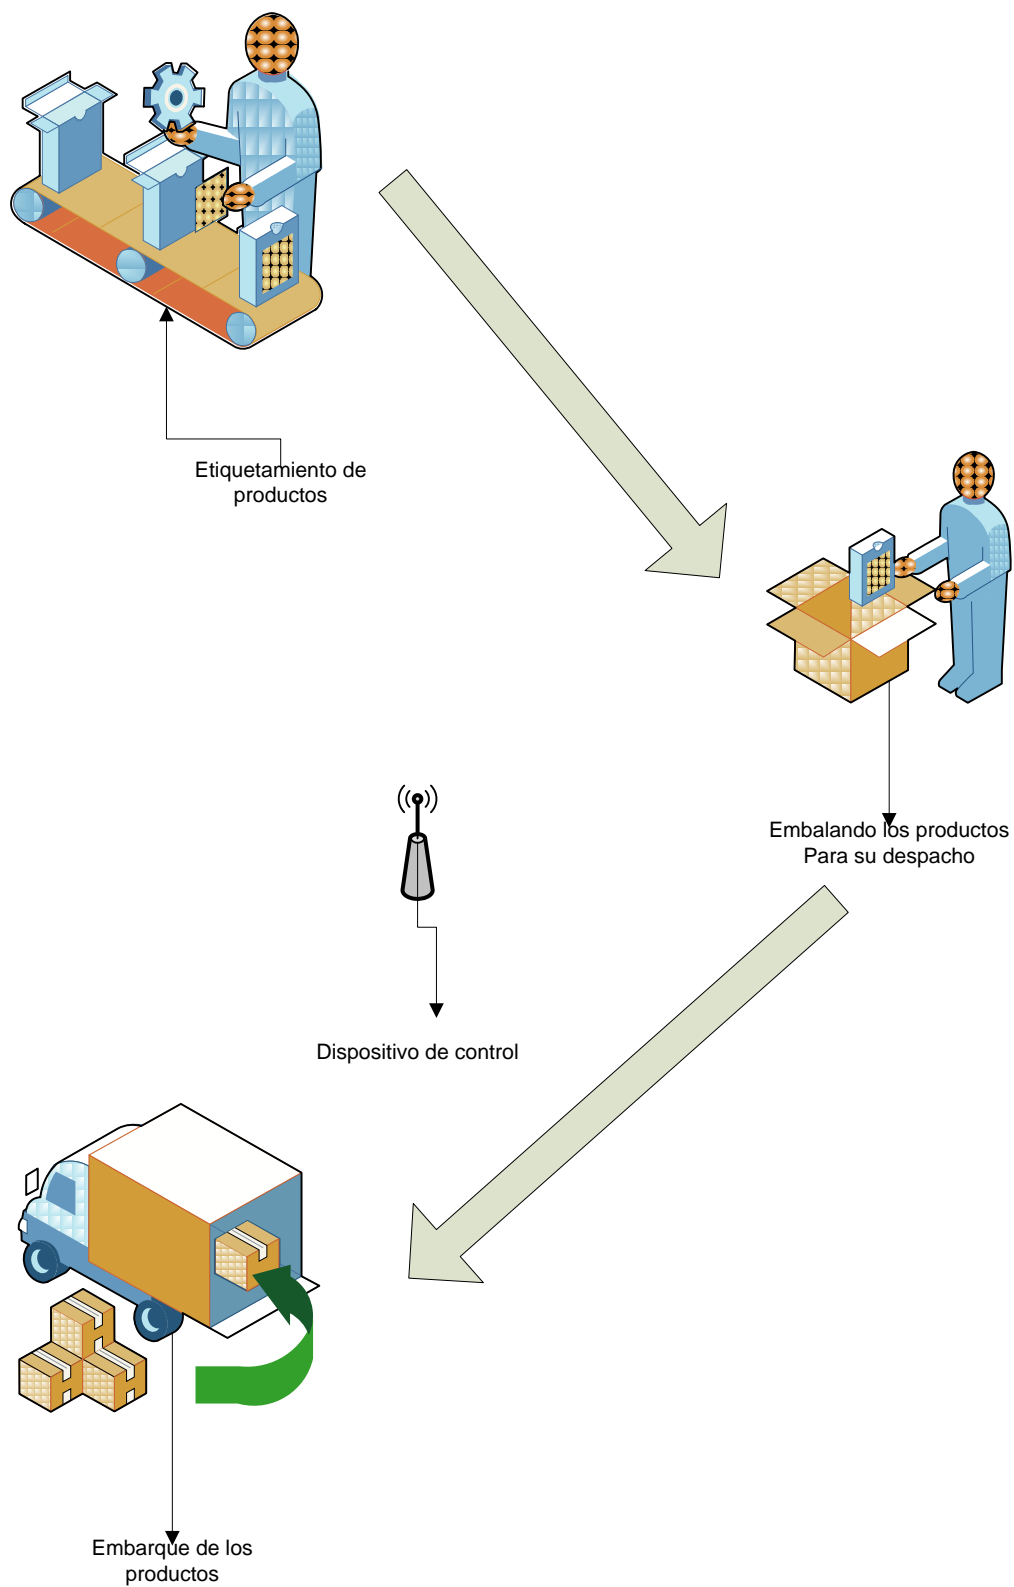 Etiquetamiento de
productos
Embalando los productos
Para su despacho
Dispositivo de control
Embarque de los
productos